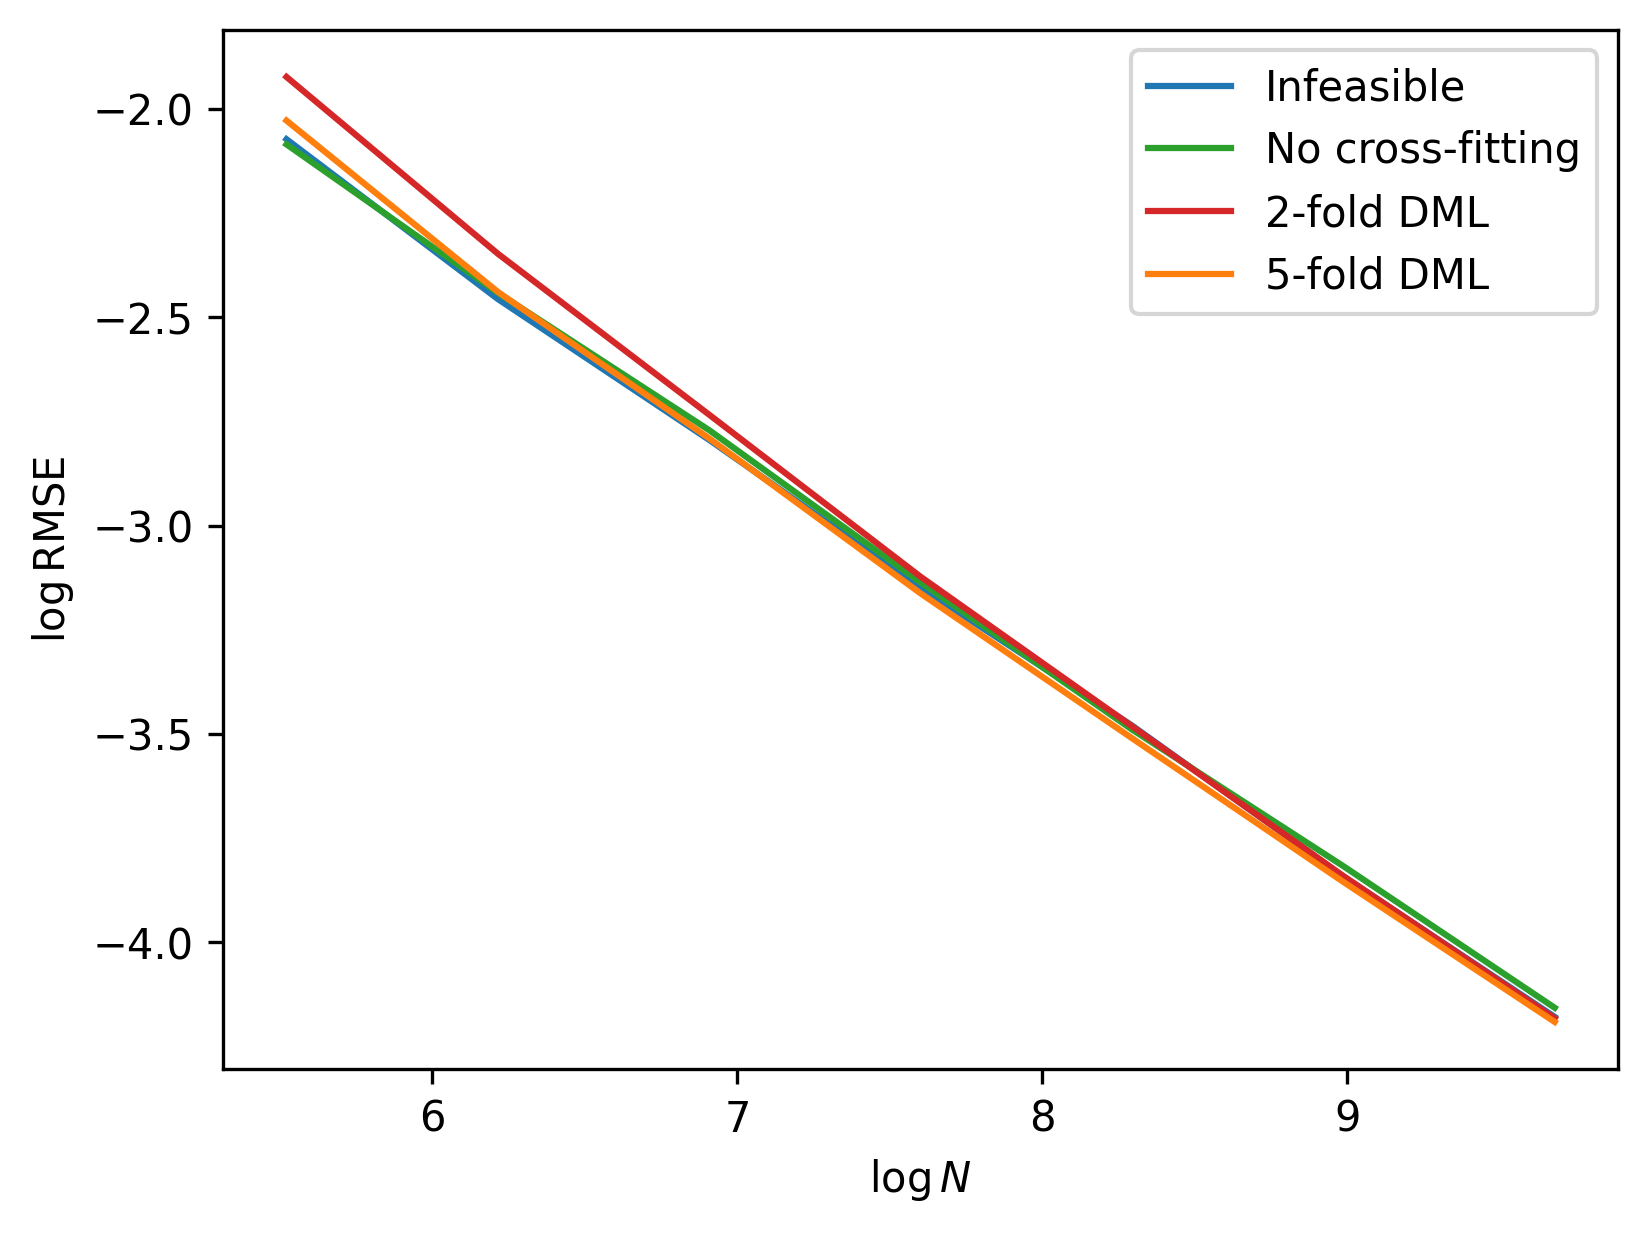 Infeasible
No cross-fitting
2-fold DML
5-fold DML
−2.0
−2.5
−3.0
−3.5
−4.0
log RMSE
6 7 8 9
log N